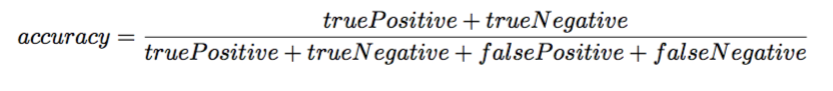 accuracy = truePositive + trueNegative / truePositive + trueNegative + falsePositive + falseNegative